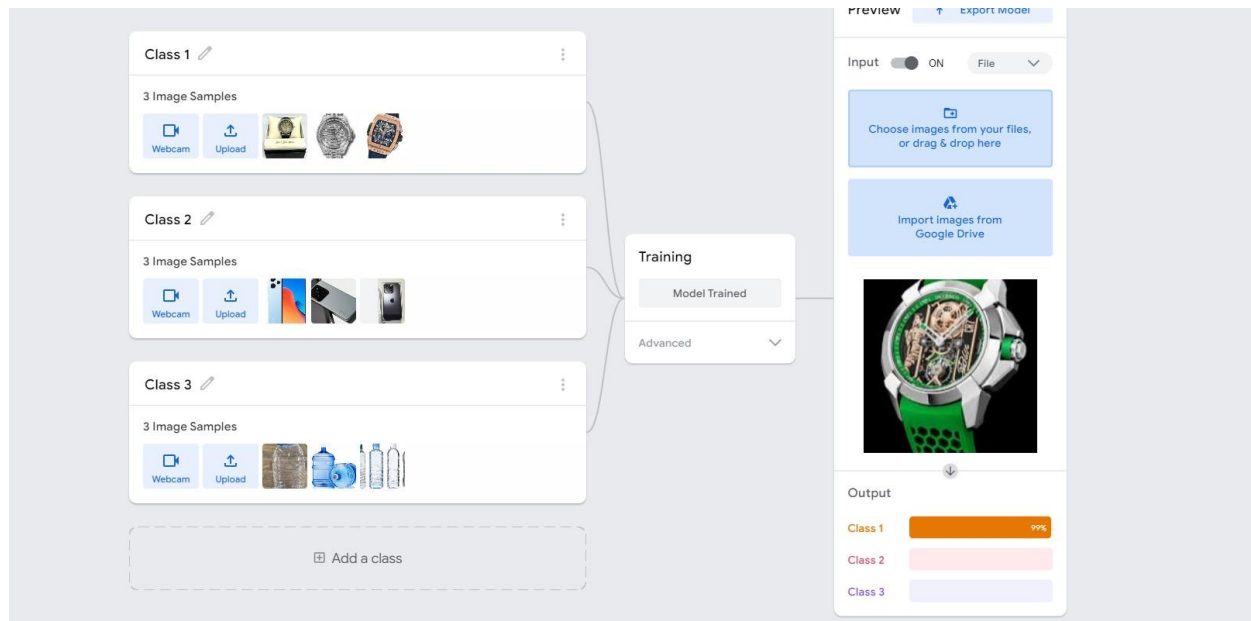 Class 1
3 Image Samples
Webcam
Upload
Class 2
3 Image Samples
Webcam
Upload
Class 3
3 Image Samples
Webcam
Upload
Add a class
Training
Model Trained
Advanced
Preview
Export Model
Input
ON
File
Choose images from your files,
or drag & drop here
Import images from
Google Drive
Output
Class 1
99%
Class 2
Class 3